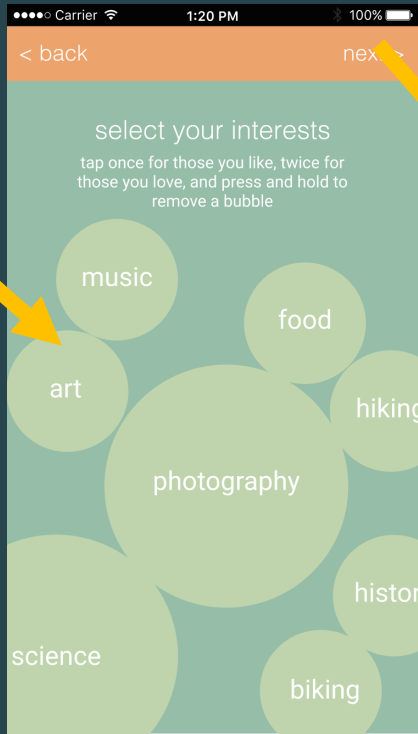 Carrier 1:20 PM 100%
< back
select your interests
tap once for those you like, twice for
those you love, and press and hold to
remove a bubble
music
food
art
hiking
photography
science
biking